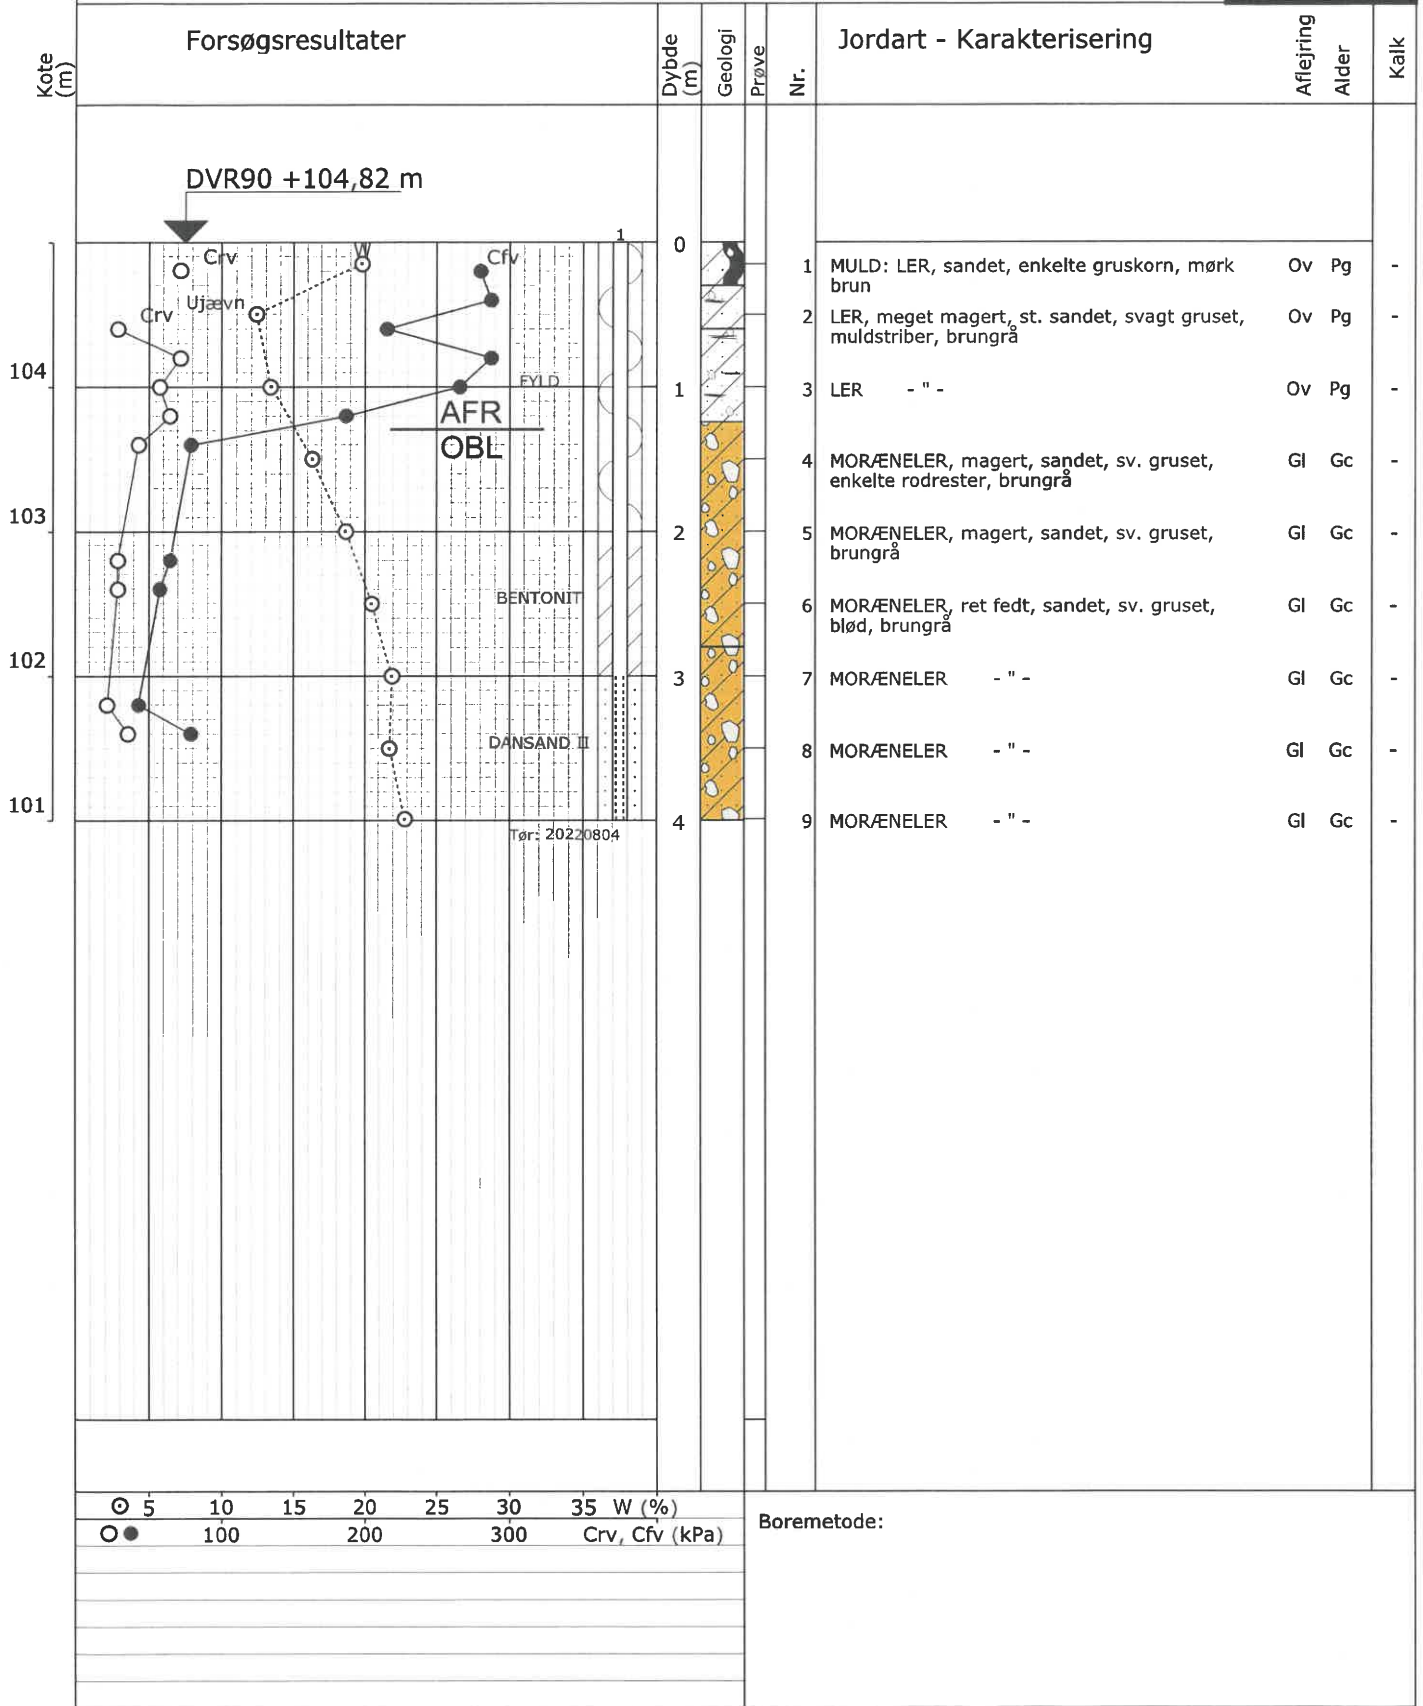 Kote (m)
Forsøgsresultater
Dybde (m)
Geologi
Prøve
Nr.
Jordart - Karakterisering
Aflejring
Alder
Kalk
DVR90 +104,82 m
1
W
Crv
Cfv
Ujævn
Crv
0
1 MULD: LER, sandet, enkelte gruskorn, mørk Ov Pg -
brun
2 LER, meget magert, st. sandet, svagt gruset, Ov Pg -
muldstriber, brungrå
104
FYLD
1
3 LER - " - Ov Pg -
AFR
OBL
4 MORÆNELER, magert, sandet, sv. gruset, Gl Gc -
enkelte rodrester, brungrå
103
2
5 MORÆNELER, magert, sandet, sv. gruset, Gl Gc -
brungrå
BENTONIT
6 MORÆNELER, ret fedt, sandet, sv. gruset, Gl Gc -
blød, brungrå
102
3
7 MORÆNELER - " - Gl Gc -
DANSAND II
8 MORÆNELER - " - Gl Gc -
101
4
9 MORÆNELER - " - Gl Gc -
Tør: 20220804
5 10 15 20 25 30 35 W (%)
100 200 300 Crv, Cfv (kPa)
Boremetode: